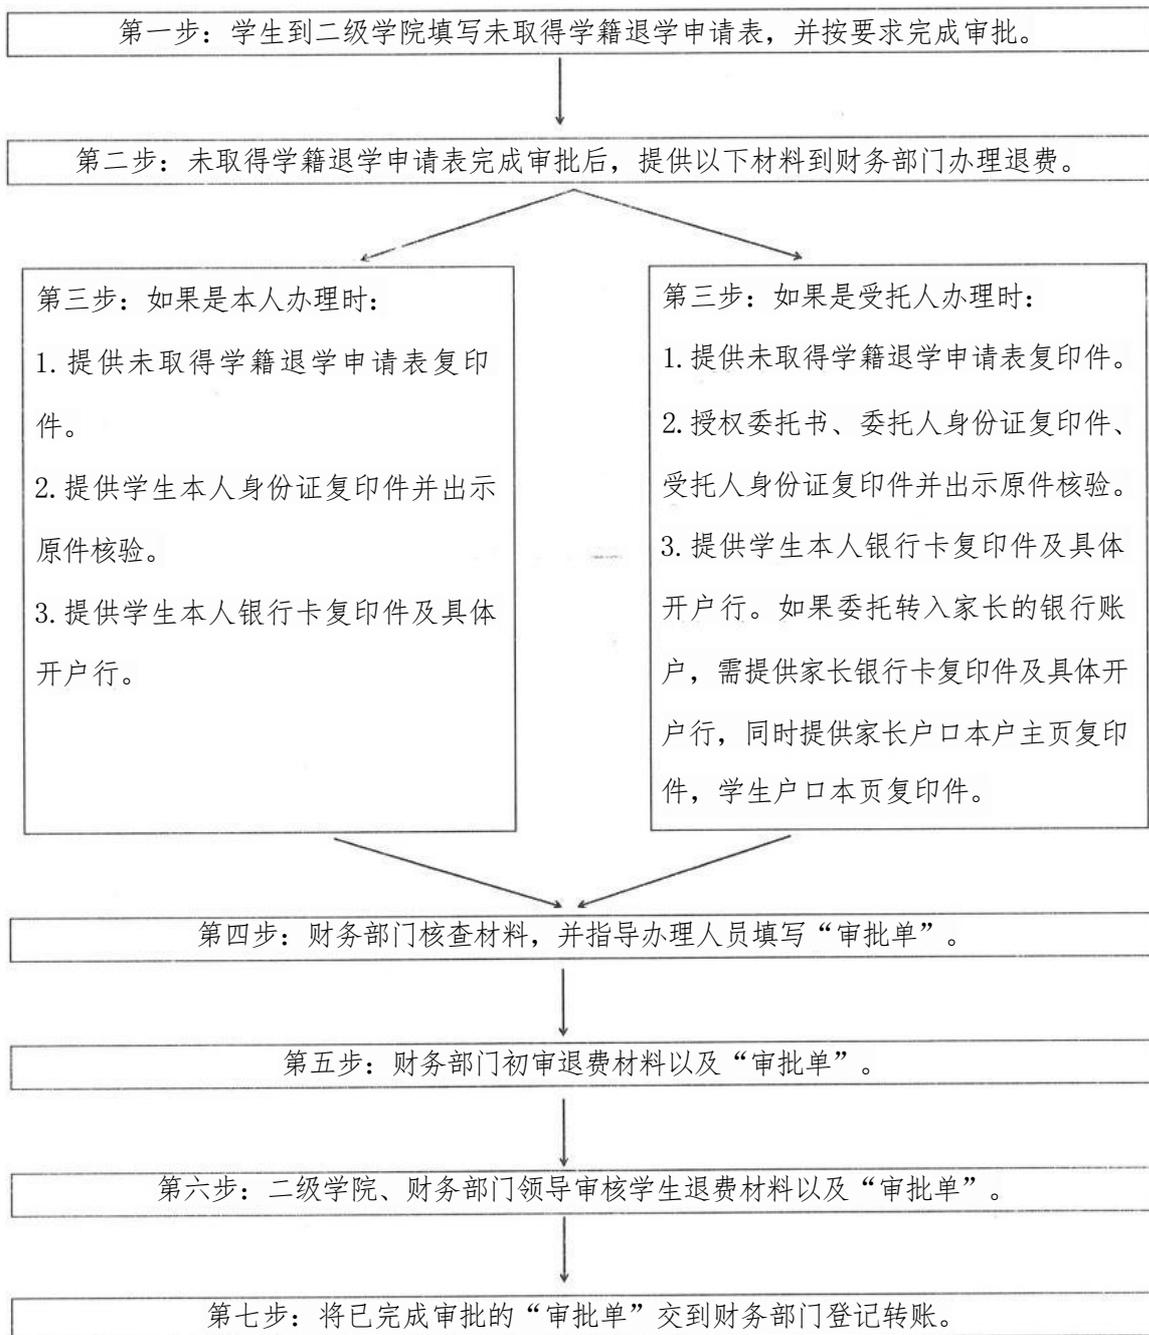 第一步：学生到二级学院填写未取得学籍退学申请表，并按要求完成审批。
第二步：未取得学籍退学申请表完成审批后，提供以下材料到财务部门办理退费。
第三步：如果是本人办理时：
1.提供未取得学籍退学申请表复印
件。
2.提供学生本人身份证复印件并出示
原件核验。
3.提供学生本人银行卡复印件及具体
开户行。
第三步：如果是受托人办理时：
1.提供未取得学籍退学申请表复印件。
2.授权委托书、委托人身份证复印件、
受托人身份证复印件并出示原件核验。
3.提供学生本人银行卡复印件及具体
开户行。如果委托转入家长的银行账
户，需提供家长银行卡复印件及具体开
户行，同时提供家长户口本户主页复印
件，学生户口本页复印件。
第四步：财务部门核查材料，并指导办理人员填写“审批单”。
第五步：财务部门初审退费材料以及“审批单”。
第六步：二级学院、财务部门领导审核学生退费材料以及“审批单”。
第七步：将已完成审批的“审批单”交到财务部门登记转账。